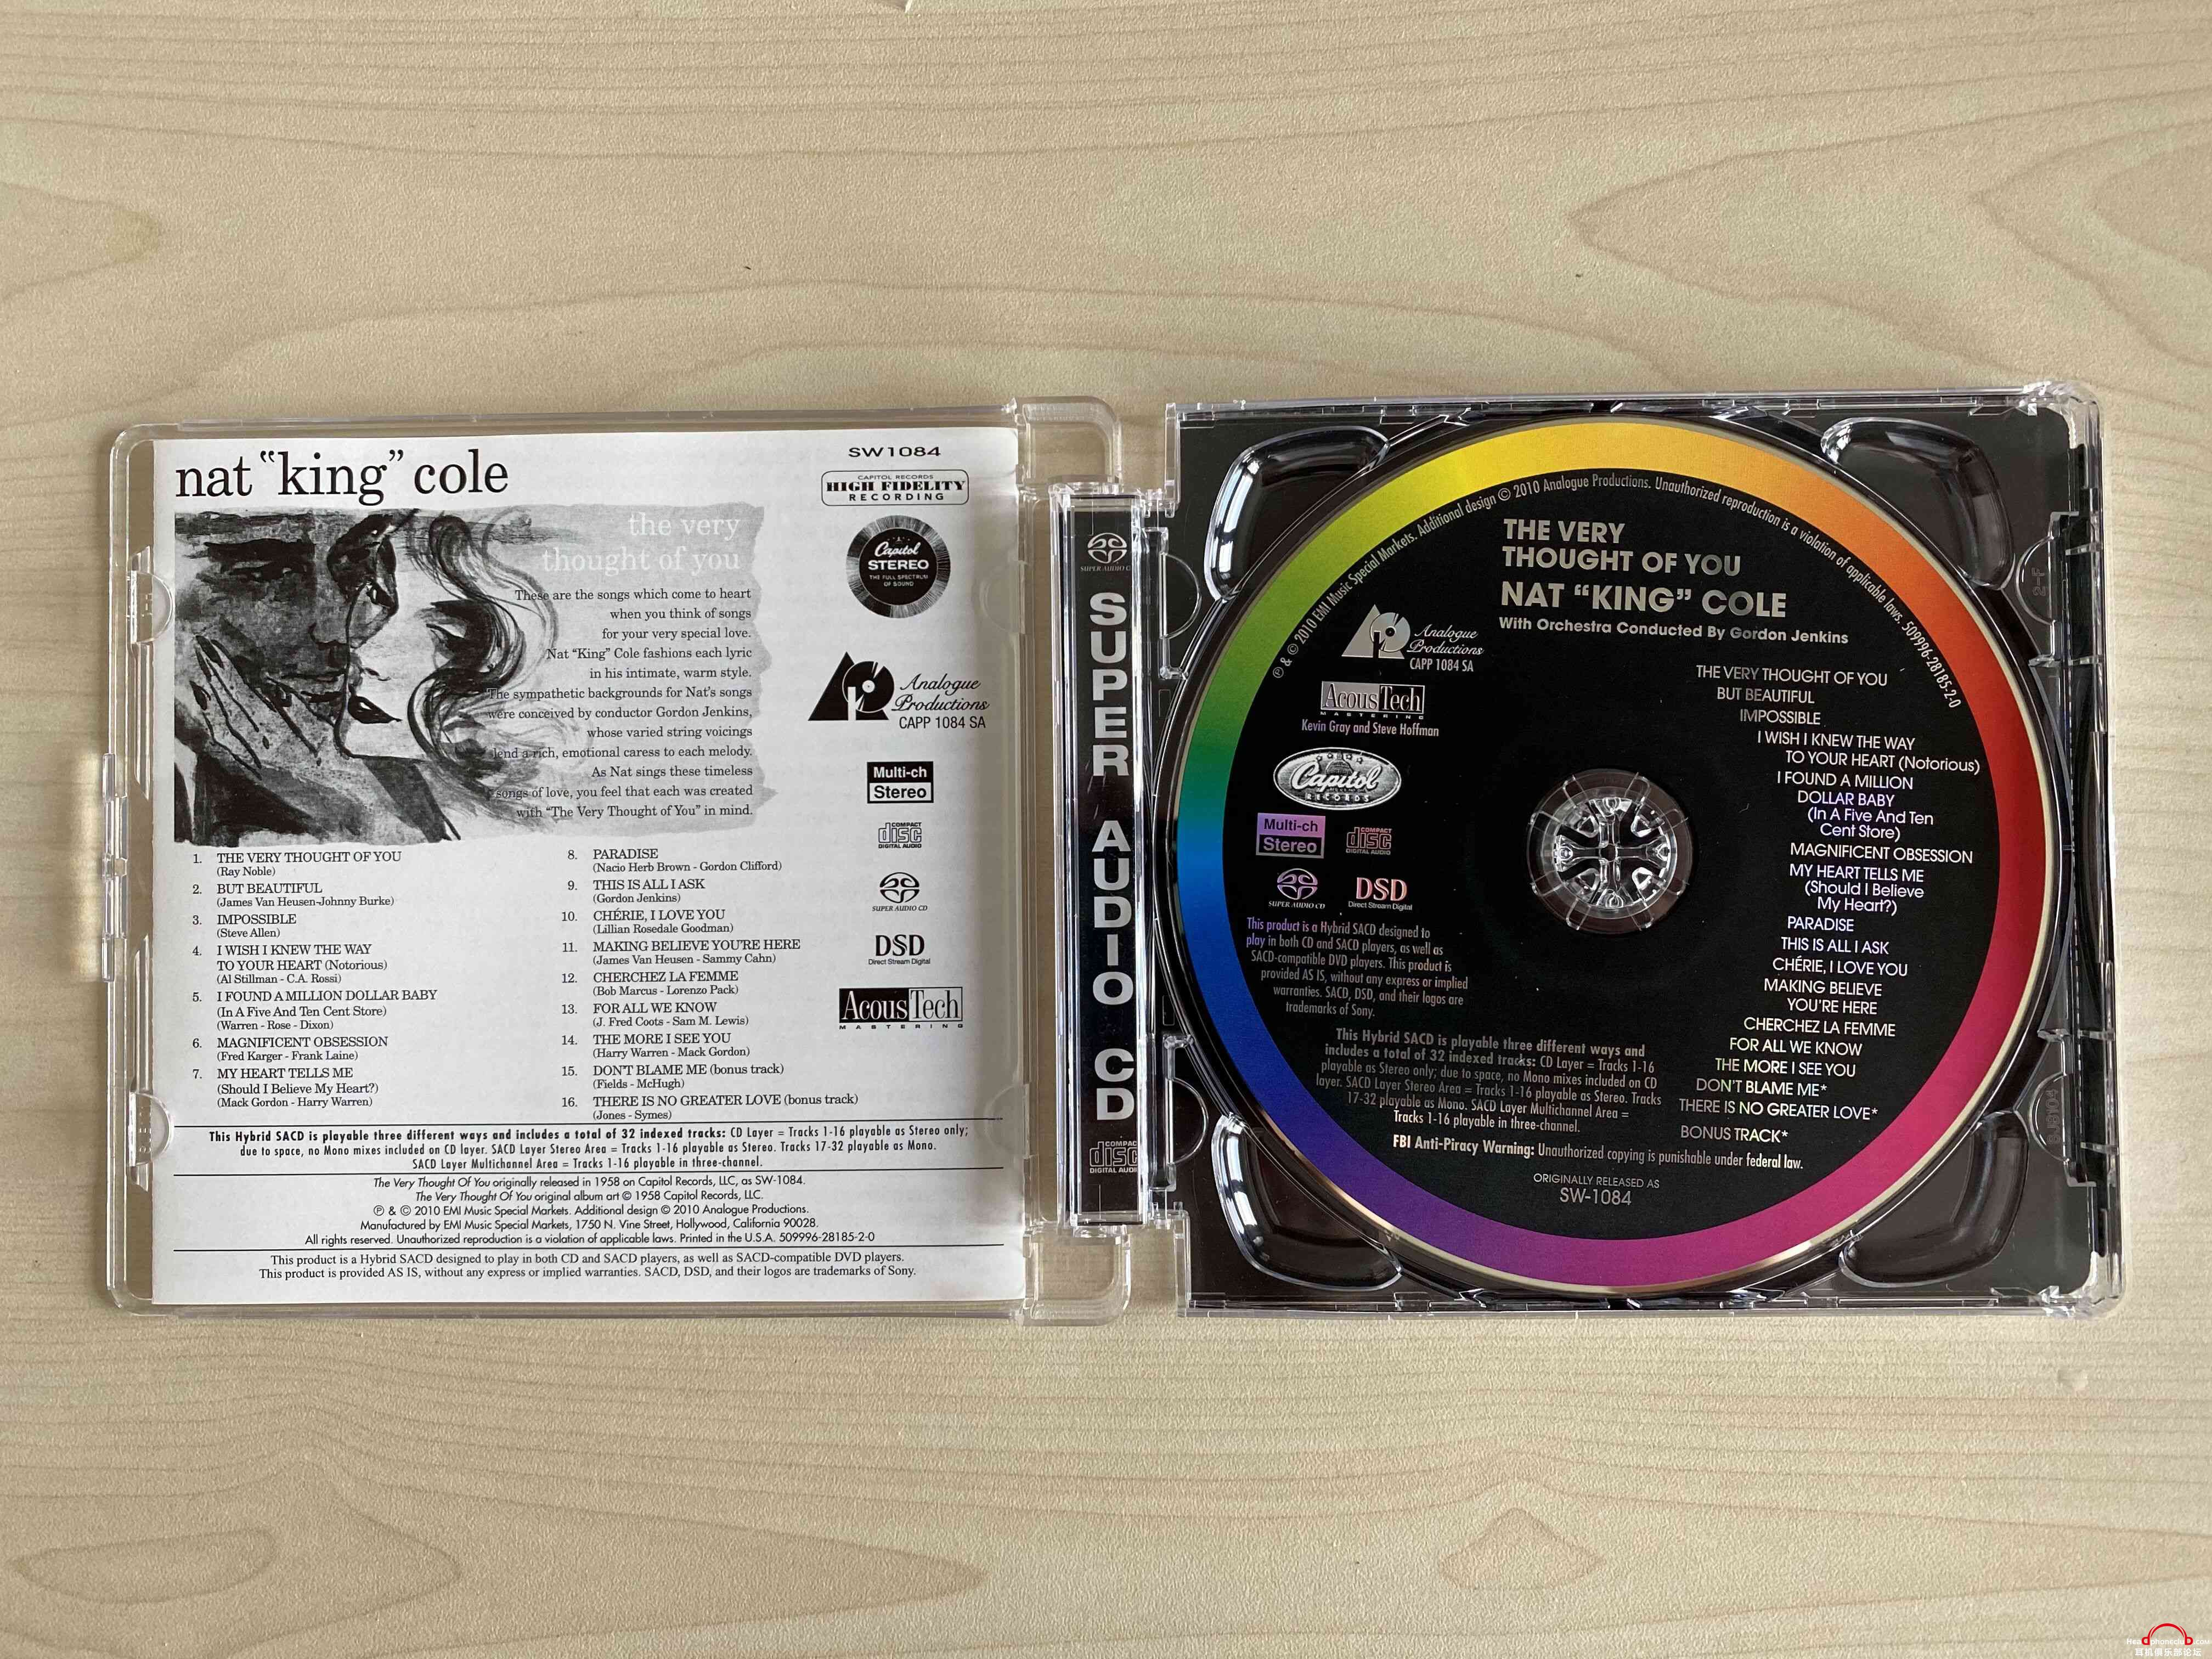 nat “king” cole
the very
thought of you
These are the songs which come to heart
when you think of songs
for your very special love.
Nat “King” Cole fashions each lyric
in his intimate, warm style.
The sympathetic backgrounds for Nat’s songs
were conceived by conductor Gordon Jenkins,
whose varied string voicings
lend a rich, emotional caress to each melody.
As Nat sings these timeless
songs of love, you feel that each was created
with “The Very Thought of You” in mind.
SW1084
CAPITOL RECORDS
HIGH FIDELITY
RECORDING
Capitol
STEREO
THE FULL SPECTRUM
OF SOUND
Analogue
Productions
CAPP 1084 SA
Multi-ch
Stereo
COMPACT
disc
DIGITAL AUDIO
SUPER AUDIO CD
DSD
Direct Stream Digital
AcousTech
MASTERING
1. THE VERY THOUGHT OF YOU
(Ray Noble)
2. BUT BEAUTIFUL
(James Van Heusen-Johnny Burke)
3. IMPOSSIBLE
(Steve Allen)
4. I WISH I KNEW THE WAY
TO YOUR HEART (Notorious)
(Al Stillman - C.A. Rossi)
5. I FOUND A MILLION DOLLAR BABY
(In A Five And Ten Cent Store)
(Warren - Rose - Dixon)
6. MAGNIFICENT OBSESSION
(Fred Karger - Frank Laine)
7. MY HEART TELLS ME
(Should I Believe My Heart?)
(Mack Gordon - Harry Warren)
8. PARADISE
(Nacio Herb Brown - Gordon Clifford)
9. THIS IS ALL I ASK
(Gordon Jenkins)
10. CHÉRIE, I LOVE YOU
(Lillian Rosedale Goodman)
11. MAKING BELIEVE YOU’RE HERE
(James Van Heusen - Sammy Cahn)
12. CHERCHEZ LA FEMME
(Bob Marcus - Lorenzo Pack)
13. FOR ALL WE KNOW
(J. Fred Coots - Sam M. Lewis)
14. THE MORE I SEE YOU
(Harry Warren - Mack Gordon)
15. DON’T BLAME ME (bonus track)
(Fields - McHugh)
16. THERE IS NO GREATER LOVE (bonus track)
(Jones - Symes)
This Hybrid SACD is playable three different ways and includes a total of 32 indexed tracks: CD Layer = Tracks 1-16 playable as Stereo only;
due to space, no Mono mixes included on CD layer. SACD Layer Stereo Area = Tracks 1-16 playable as Stereo. Tracks 17-32 playable as Mono.
SACD Layer Multichannel Area = Tracks 1-16 playable in three-channel.
The Very Thought Of You originally released in 1958 on Capitol Records, LLC, as SW-1084.
The Very Thought Of You original album art © 1958 Capitol Records, LLC.
℗ & © 2010 EMI Music Special Markets. Additional design © 2010 Analogue Productions.
Manufactured by EMI Music Special Markets, 1750 N. Vine Street, Hollywood, California 90028.
All rights reserved. Unauthorized reproduction is a violation of applicable laws. Printed in the U.S.A. 509996-28185-2-0
This product is a Hybrid SACD designed to play in both CD and SACD players, as well as SACD-compatible DVD players.
This product is provided AS IS, without any express or implied warranties. SACD, DSD, and their logos are trademarks of Sony.
SUPER AUDIO C
SUPER AUDIO CD
COMPAC
disc
DIGITAL AUDI
℗ & © 2010 EMI Music Special Markets. Additional design © 2010 Analogue Productions. Unauthorized reproduction is a violation of applicable laws. 509996-28185-2-0
THE VERY
THOUGHT OF YOU
NAT “KING” COLE
With Orchestra Conducted By Gordon Jenkins
Analogue
Productions
CAPP 1084 SA
AcousTech
MASTERING
Kevin Gray and Steve Hoffman
Capitol
RECORDS
Multi-ch
Stereo
COMPACT
disc
DIGITAL AUDIO
SUPER AUDIO CD
DSD
Direct Stream Digital
This product is a Hybrid SACD designed to
play in both CD and SACD players, as well as
SACD-compatible DVD players. This product is
provided AS IS, without any express or implied
warranties. SACD, DSD, and their logos are
trademarks of Sony.
THE VERY THOUGHT OF YOU
BUT BEAUTIFUL
IMPOSSIBLE
I WISH I KNEW THE WAY
TO YOUR HEART (Notorious)
I FOUND A MILLION
DOLLAR BABY
(In A Five And Ten
Cent Store)
MAGNIFICENT OBSESSION
MY HEART TELLS ME
(Should I Believe
My Heart?)
PARADISE
THIS IS ALL I ASK
CHÉRIE, I LOVE YOU
MAKING BELIEVE
YOU’RE HERE
CHERCHEZ LA FEMME
FOR ALL WE KNOW
THE MORE I SEE YOU
DON’T BLAME ME*
THERE IS NO GREATER LOVE*
BONUS TRACK*
This Hybrid SACD is playable three different ways and
includes a total of 32 indexed tracks: CD Layer = Tracks 1-16
playable as Stereo only; due to space, no Mono mixes included on CD
layer. SACD Layer Stereo Area = Tracks 1-16 playable as Stereo. Tracks
17-32 playable as Mono. SACD Layer Multichannel Area =
Tracks 1-16 playable in three-channel.
FBI Anti-Piracy Warning: Unauthorized copying is punishable under federal law.
ORIGINALLY RELEASED AS
SW-1084
Headphoneclub.com
耳机俱乐部论坛